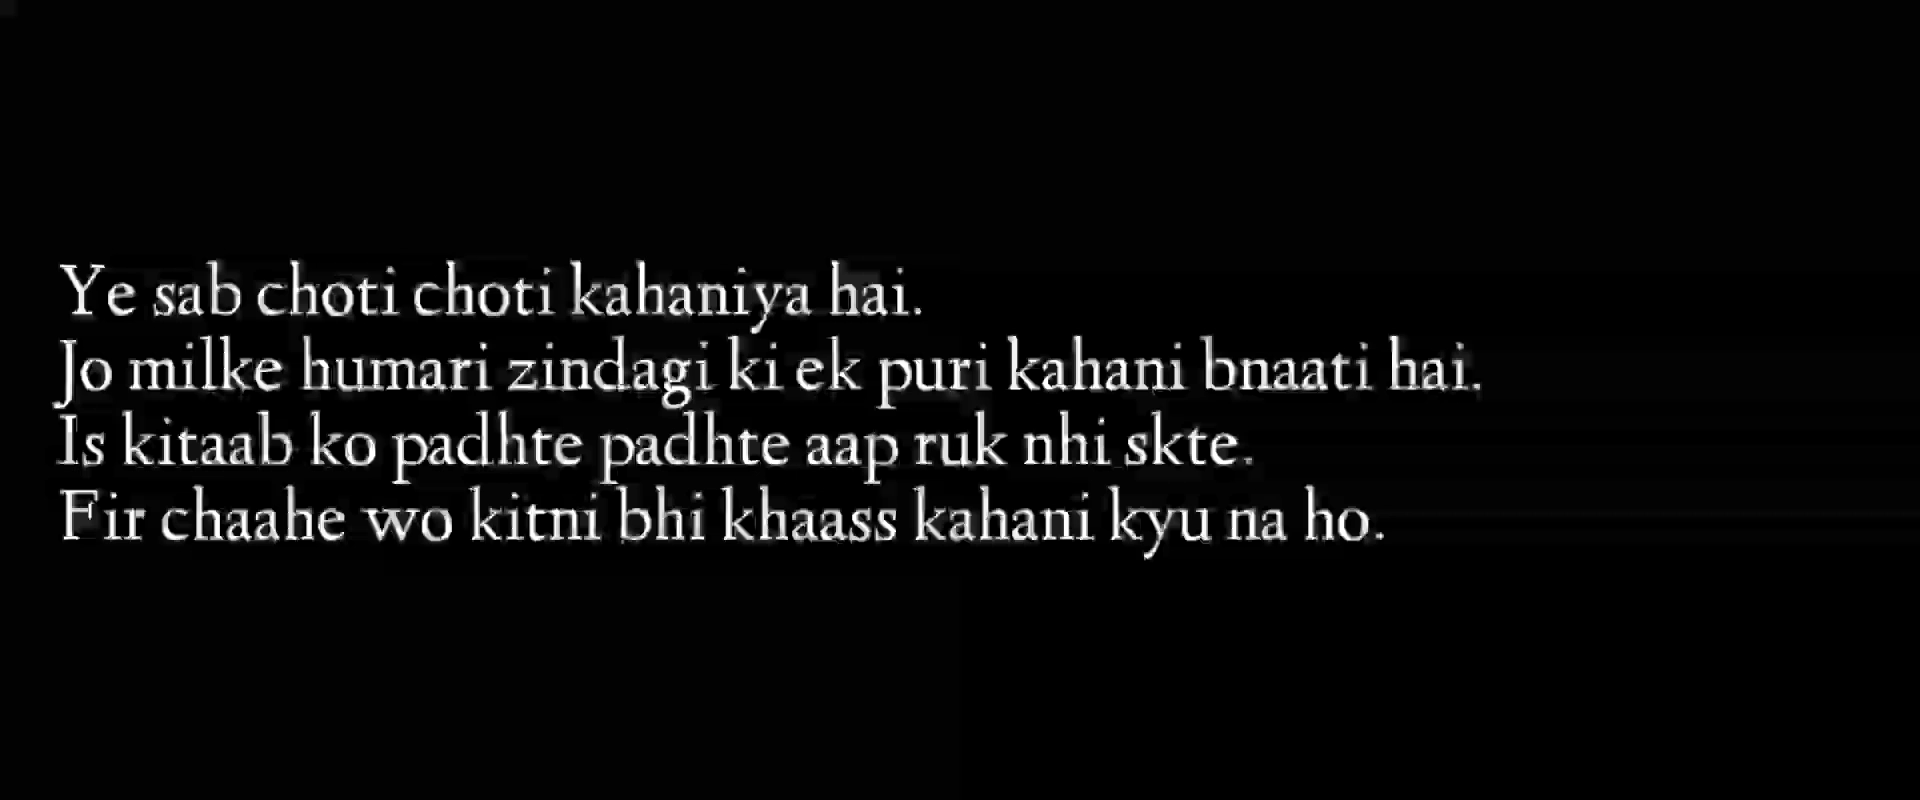 Ye sab choti choti kahaniya hai.
Jo milke humari zindagi ki ek puri kahani bnaati hai.
Is kitaab ko padhte padhte aap ruk nhi skte.
Fir chaahe wo kitni bhi khaass kahani kyu na ho.